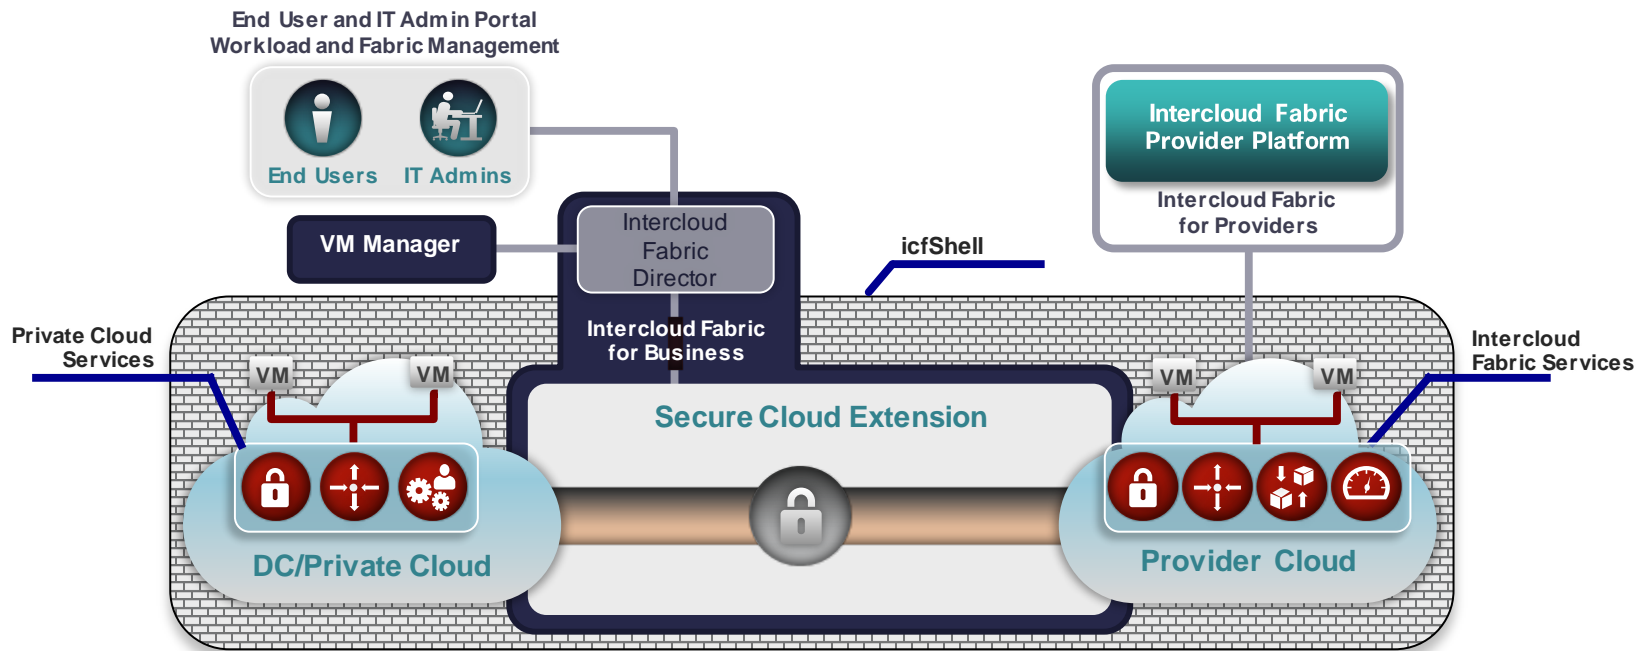 End User and IT Admin Portal
Workload and Fabric Management
End Users
IT Admins
VM Manager
Intercloud
Fabric
Director
Intercloud Fabric
for Business
icfShell
Intercloud Fabric
Provider Platform
Intercloud Fabric
for Providers
Private Cloud
Services
Intercloud
Fabric Services
VM
VM
VM
VM
Secure Cloud Extension
DC/Private Cloud
Provider Cloud